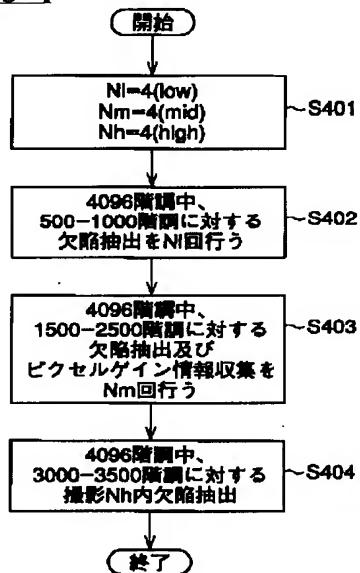 開始
Nl=4(low)
Nm=4(mid)
Nh=4(high)
S401
4096階調中、
500-1000階調に対する
欠陥抽出をNl回行う
S402
4096階調中、
1500-2500階調に対する
欠陥抽出及び
ピクセルゲイン情報収集を
Nm回行う
S403
4096階調中、
3000-3500階調に対する
撮影Nh内欠陥抽出
S404
終了